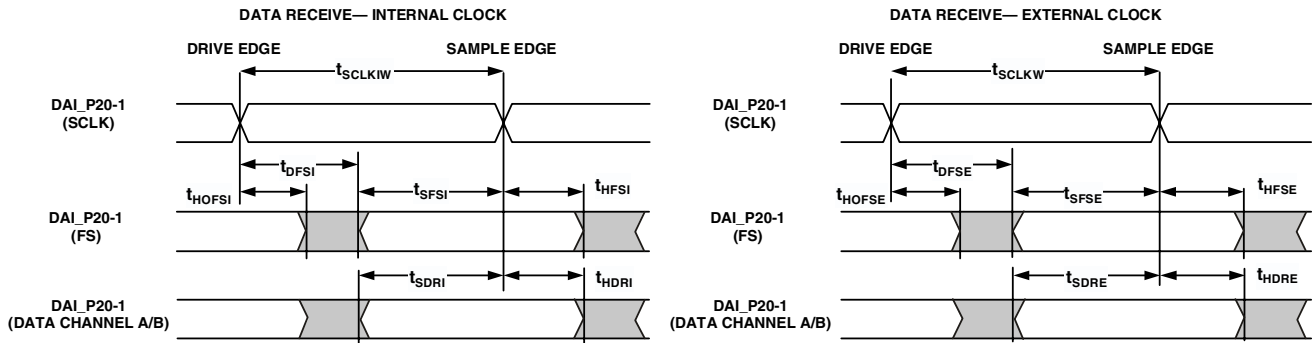 DATA RECEIVE— INTERNAL CLOCK
DRIVE EDGE
SAMPLE EDGE
tSCLKIW
DAI_P20-1
(SCLK)
tDFSI
tHOFSI
tSFSI
tHFSI
DAI_P20-1
(FS)
tSDRI
tHDRI
DAI_P20-1
(DATA CHANNEL A/B)
DATA RECEIVE— EXTERNAL CLOCK
DRIVE EDGE
SAMPLE EDGE
tSCLKW
DAI_P20-1
(SCLK)
tDFSE
tHOFSE
tSFSE
tHFSE
DAI_P20-1
(FS)
tSDRE
tHDRE
DAI_P20-1
(DATA CHANNEL A/B)